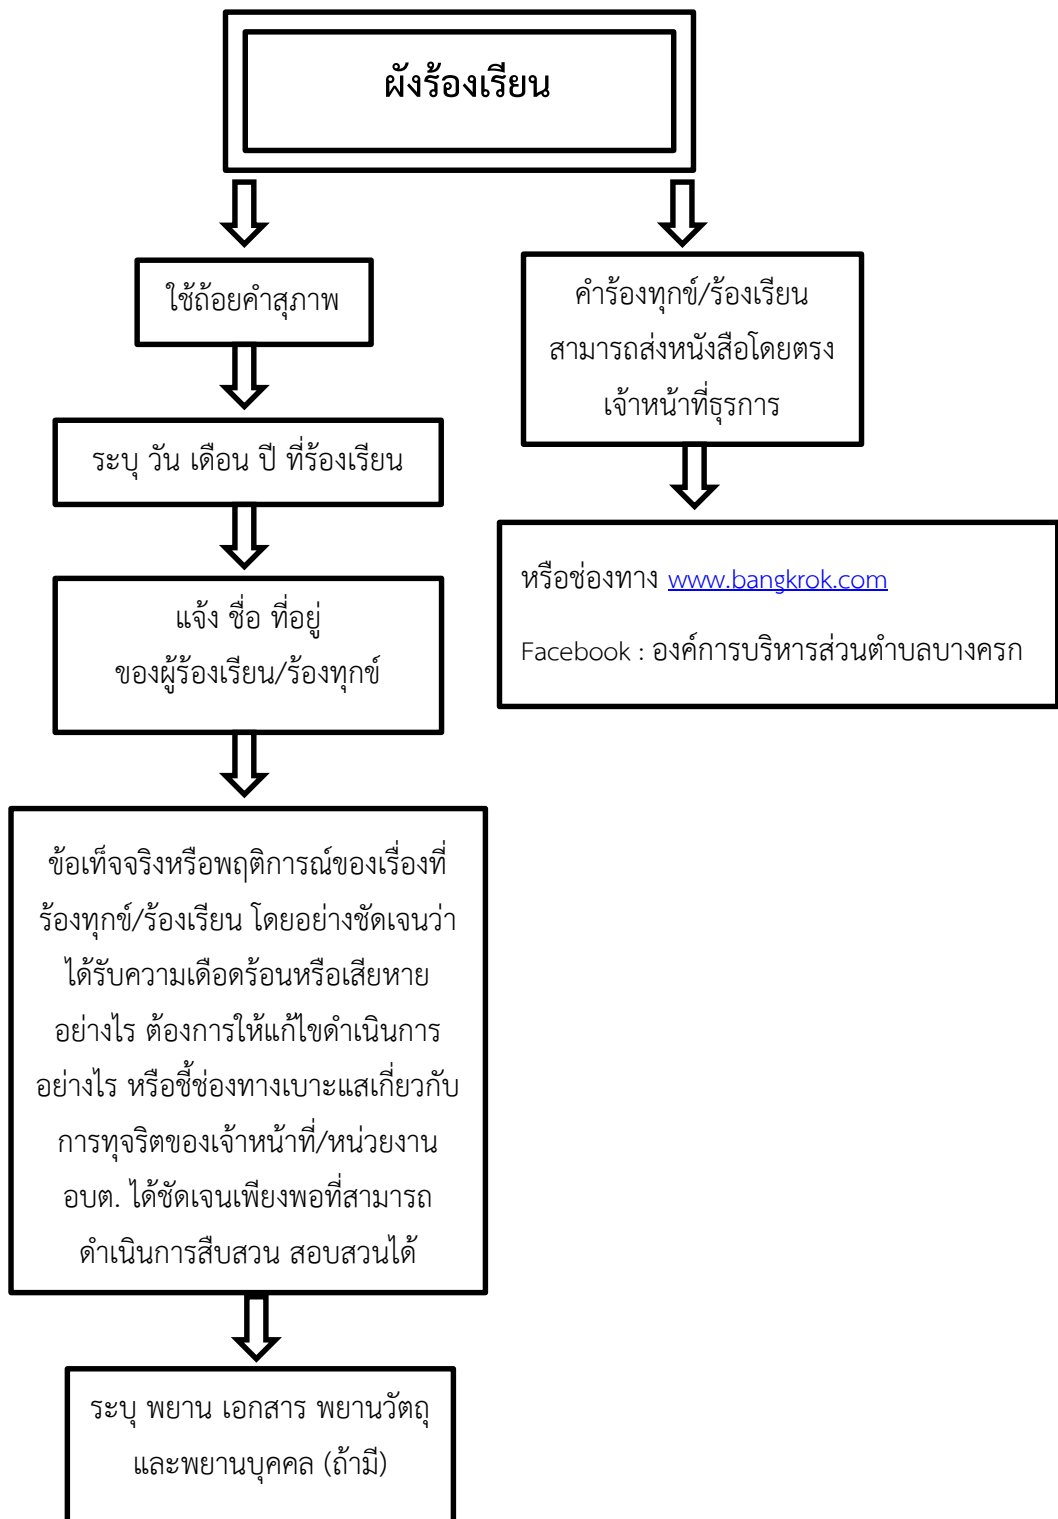 ผังร้องเรียน
ใช้ถ้อยคำสุภาพ
ระบุ วัน เดือน ปี ที่ร้องเรียน
แจ้ง ชื่อ ที่อยู่
ของผู้ร้องเรียน/ร้องทุกข์
ข้อเท็จจริงหรือพฤติการณ์ของเรื่องที่
ร้องทุกข์/ร้องเรียน โดยอย่างชัดเจนว่า
ได้รับความเดือดร้อนหรือเสียหาย
อย่างไร ต้องการให้แก้ไขดำเนินการ
อย่างไร หรือชี้ช่องทางเบาะแสเกี่ยวกับ
การทุจริตของเจ้าหน้าที่/หน่วยงาน
อบต. ได้ชัดเจนเพียงพอที่สามารถ
ดำเนินการสืบสวน สอบสวนได้
ระบุ พยาน เอกสาร พยานวัตถุ
และพยานบุคคล (ถ้ามี)
คำร้องทุกข์/ร้องเรียน
สามารถส่งหนังสือโดยตรง
เจ้าหน้าที่ธุรการ
หรือช่องทาง www.bangkrok.com
Facebook : องค์การบริหารส่วนตำบลบางครก